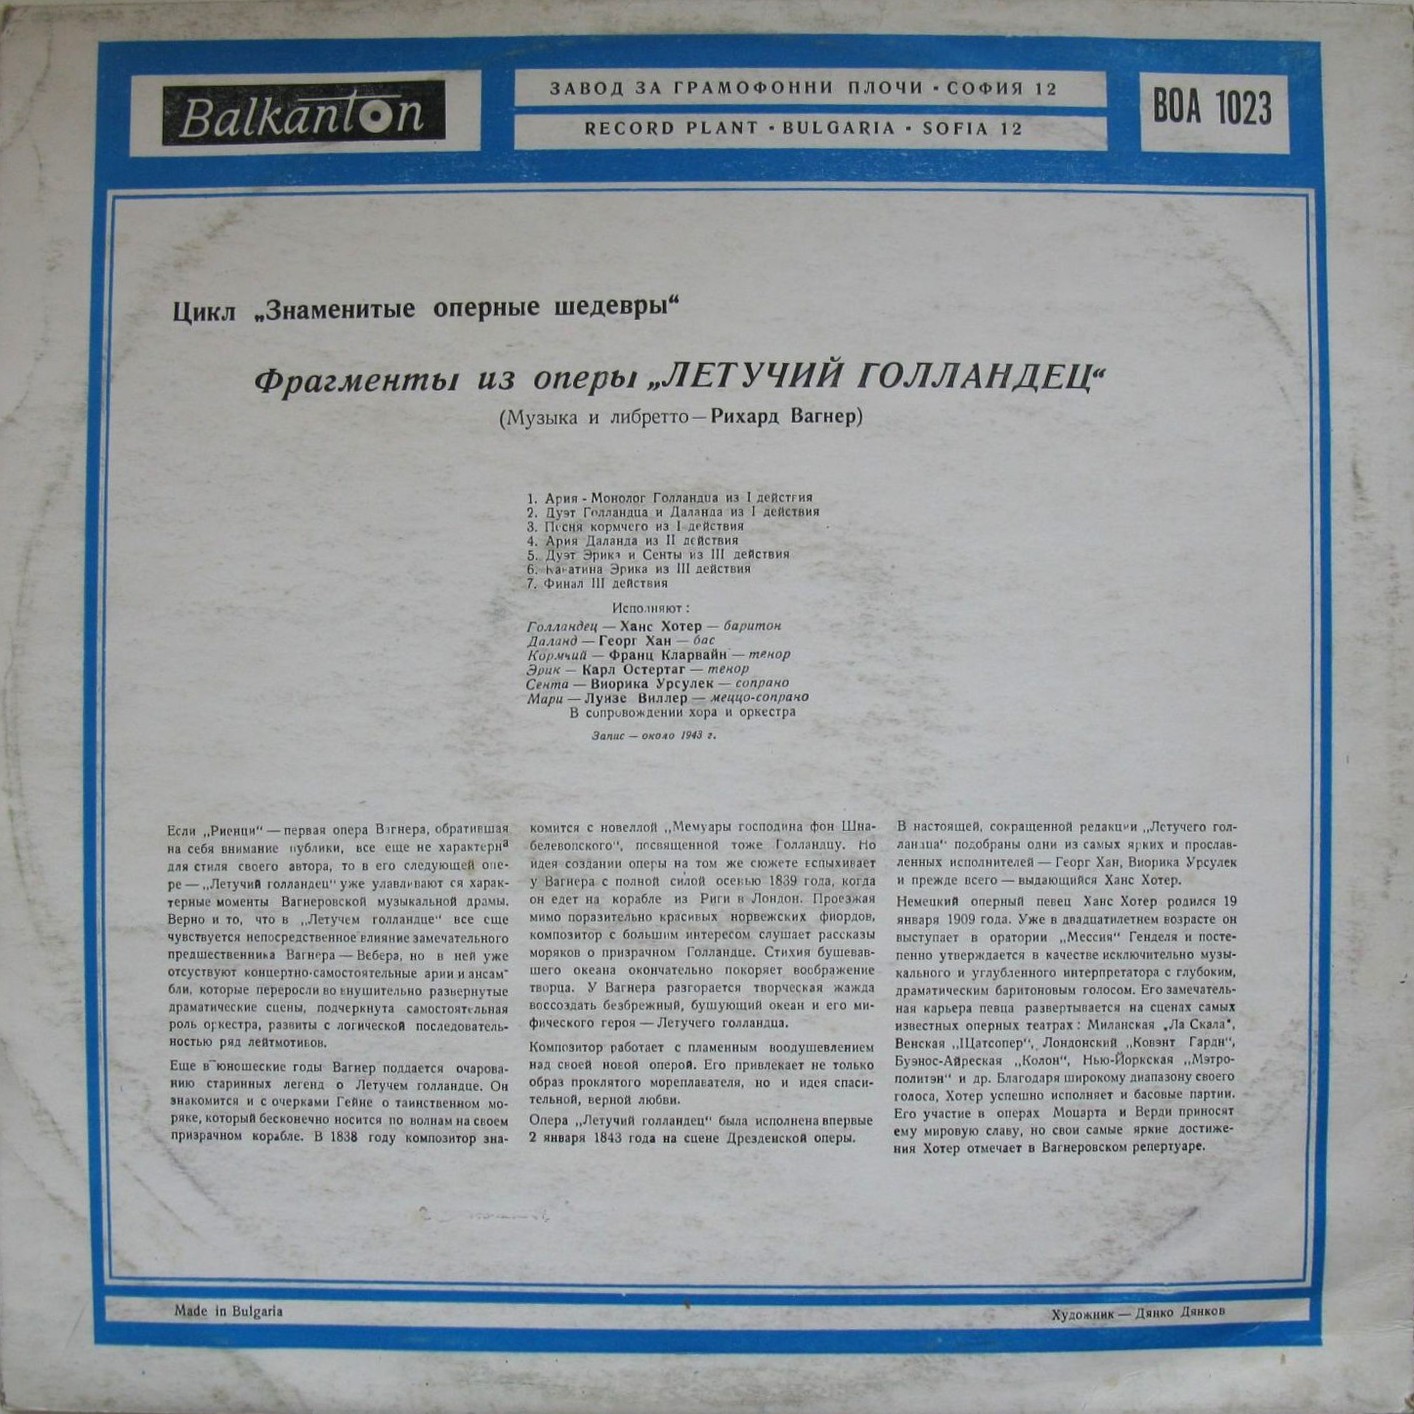 Balkanton
ЗАВОД ЗА ГРАМОФОННИ ПЛОЧИ • СОФИЯ 12
RECORD PLANT • BULGARIA • SOFIA 12
ВОА 1023
Цикл „Знаменитые оперные шедевры“
Фрагменты из оперы „ЛЕТУЧИЙ ГОЛЛАНДЕЦ“
(Музыка и либретто — Рихард Вагнер)
1. Ария - Монолог Голландца из I действия
2. Дуэт Голландца и Даланда из I действия
3. Песня кормчего из I действия
4. Ария Даланда из II действия
5. Дуэт Эрика и Сенты из III действия
6. Каватина Эрика из III действия
7. Финал III действия
Исполняют:
Голландец — Ханс Хотер — баритон
Даланд — Георг Хан — бас
Кормчий — Франц Кларвайн — тенор
Эрик — Карл Остертаг — тенор
Сента — Виорика Урсулек — сопрано
Мари — Луизе Виллер — меццо-сопрано
В сопровождении хора и оркестра
Запис — около 1943 г.
Если „Риенци“ — первая опера Вагнера, обратившая
на себя внимание публики, все еще не характерна
для стиля своего автора, то в его следующей опе-
ре — „Летучий голландец“ уже улавливают ся харак-
терные моменты Вагнеровской музыкальной драмы.
Верно и то, что в „Летучем голландце“ все еще
чувствуется непосредственное влияние замечательного
предшественника Вагнера — Вебера, но в ней уже
отсуствуют концертно-самостоятельные арии и ансам-
бли, которые переросли во внушительно развернутые
драматические сцены, подчеркнута самостоятельная
роль оркестра, развиты с логической последователь-
ностью ряд лейтмотивов.
Еще в юношеские годы Вагнер поддается очарова-
нию старинных легенд о Летучем голландце. Он
знакомится и с очерками Гейне о таинственном мо-
ряке, который бесконечно носится по волнам на своем
призрачном корабле. В 1838 году композитор зна-
комится с новеллой „Мемуары господина фон Шна-
белевопского“, посвященной тоже Голландцу. Но
идея создании оперы на том же сюжете вспыхивает
у Вагнера с полной силой осенью 1839 года, когда
он едет на корабле из Риги в Лондон. Проезжая
мимо поразительно красивых норвежских фиордов,
композитор с большим интересом слушает рассказы
моряков о призрачном Голландце. Стихия бушевав-
шего океана окончательно покоряет воображение
творца. У Вагнера разгорается творческая жажда
воссоздать безбрежный, бушующий океан и его ми-
фического героя — Летучего голландца.
Композитор работает с пламенным воодушевлением
над своей новой оперой. Его привлекает не только
образ проклятого мореплавателя, но и идея спаси-
тельной, верной любви.
Опера „Летучий голландец“ была исполнена впервые
2 января 1843 года на сцене Дрезденской оперы.
В настоящей, сокращенной редакции „Летучего гол-
ландца“ подобраны одни из самых ярких и прослав-
ленных исполнителей — Георг Хан, Виорика Урсулек
и прежде всего — выдающийся Ханс Хотер.
Немецкий оперный певец Ханс Хотер родился 19
января 1909 года. Уже в двадцатилетнем возрасте он
выступает в оратории „Мессия“ Генделя и посте-
пенно утверждается в качестве исключительно музы-
кального и углубленного интерпретатора с глубоким,
драматическим баритоновым голосом. Его замечатель-
ная карьера певца развертывается на сценах самых
известных оперных театрах: Миланская „Ла Скала“,
Венская „Щатсопер“, Лондонский „Ковэнт Гардн“,
Буэнос-Айреская „Колон“, Нью-Йоркская „Мэтро-
политэн“ и др. Благодаря широкому диапазону своего
голоса, Хотер успешно исполняет и басовые партии.
Его участие в операх Моцарта и Верди приносят
ему мировую славу, но свои самые яркие достиже-
ния Хотер отмечает в Вагнеровском репертуаре.
Made in Bulgaria
Художник — Дянко Дянков